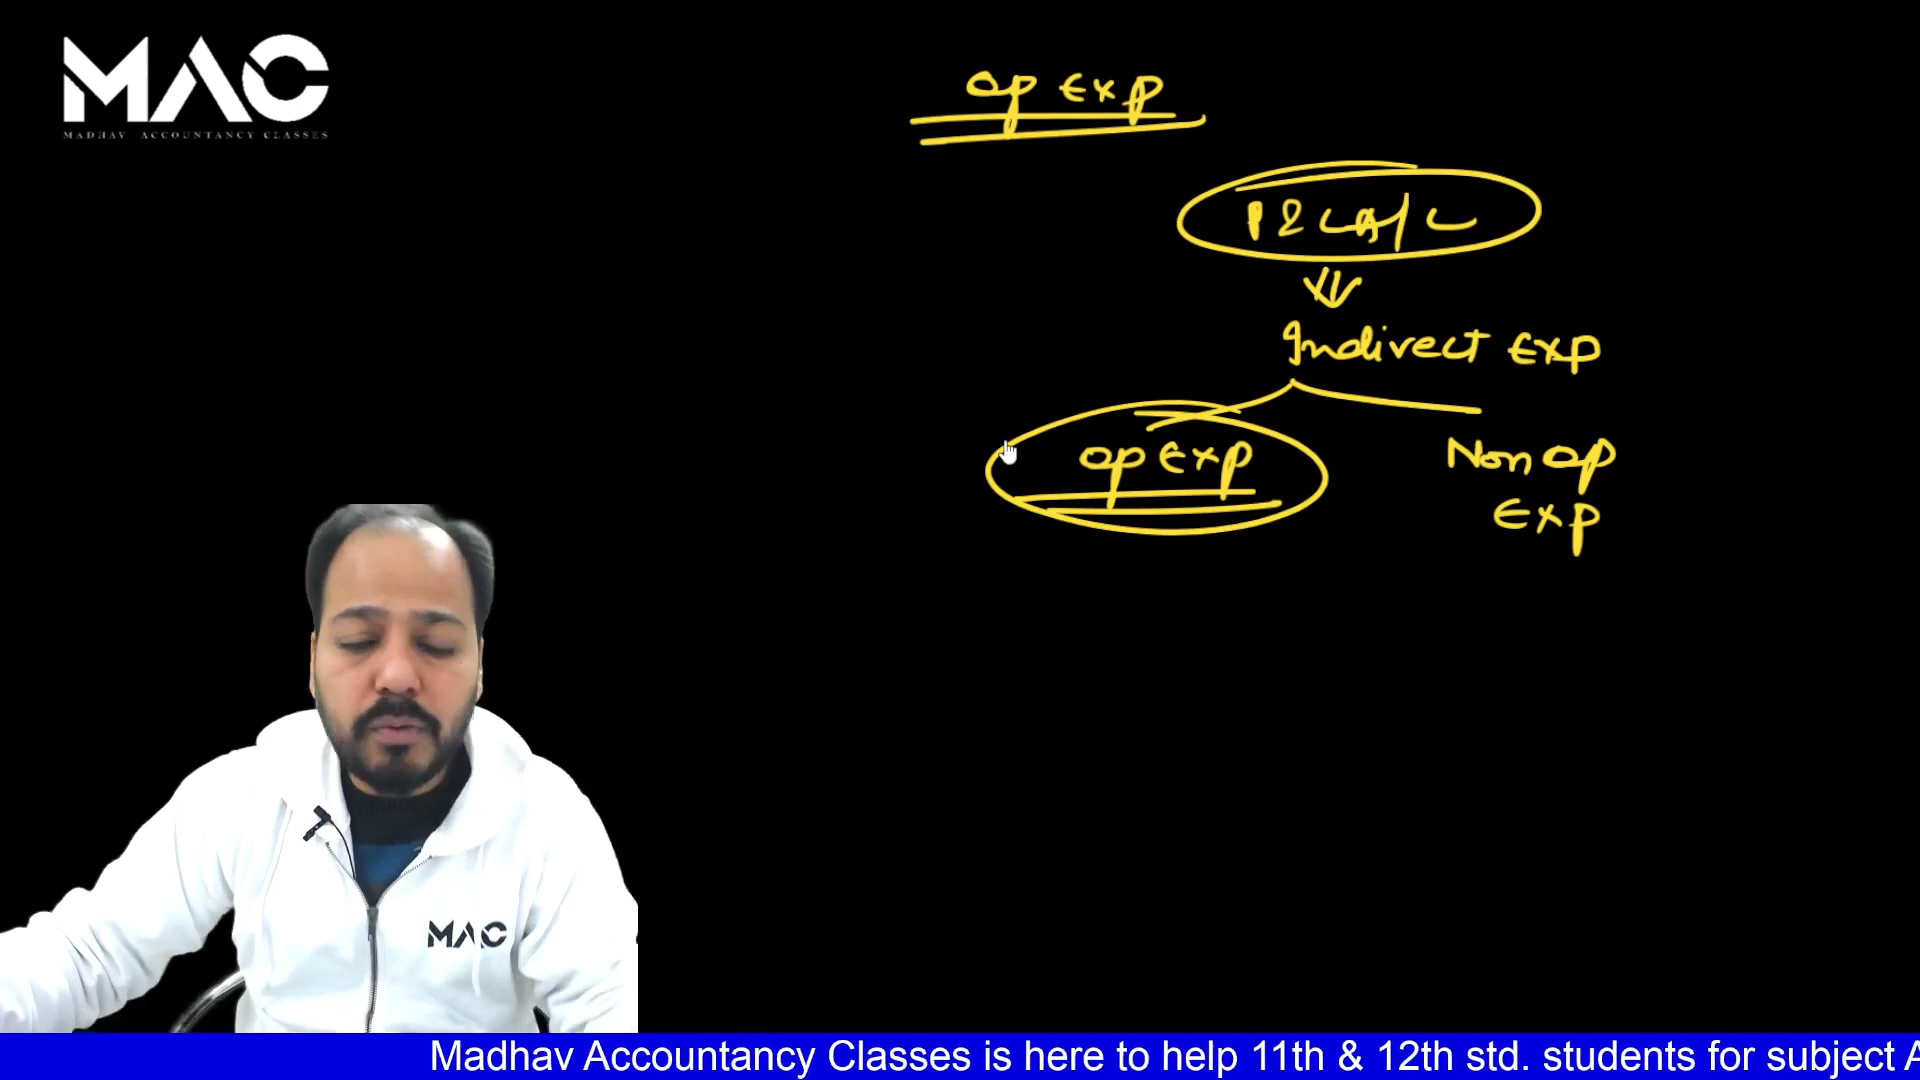 MAC
MADHAV ACCOUNTANCY CLASSES
OP EXP
P&L A/C
Indirect EXP
OP EXP
Non OP
EXP
MAC
Madhav Accountancy Classes is here to help 11th & 12th std. students for subject A